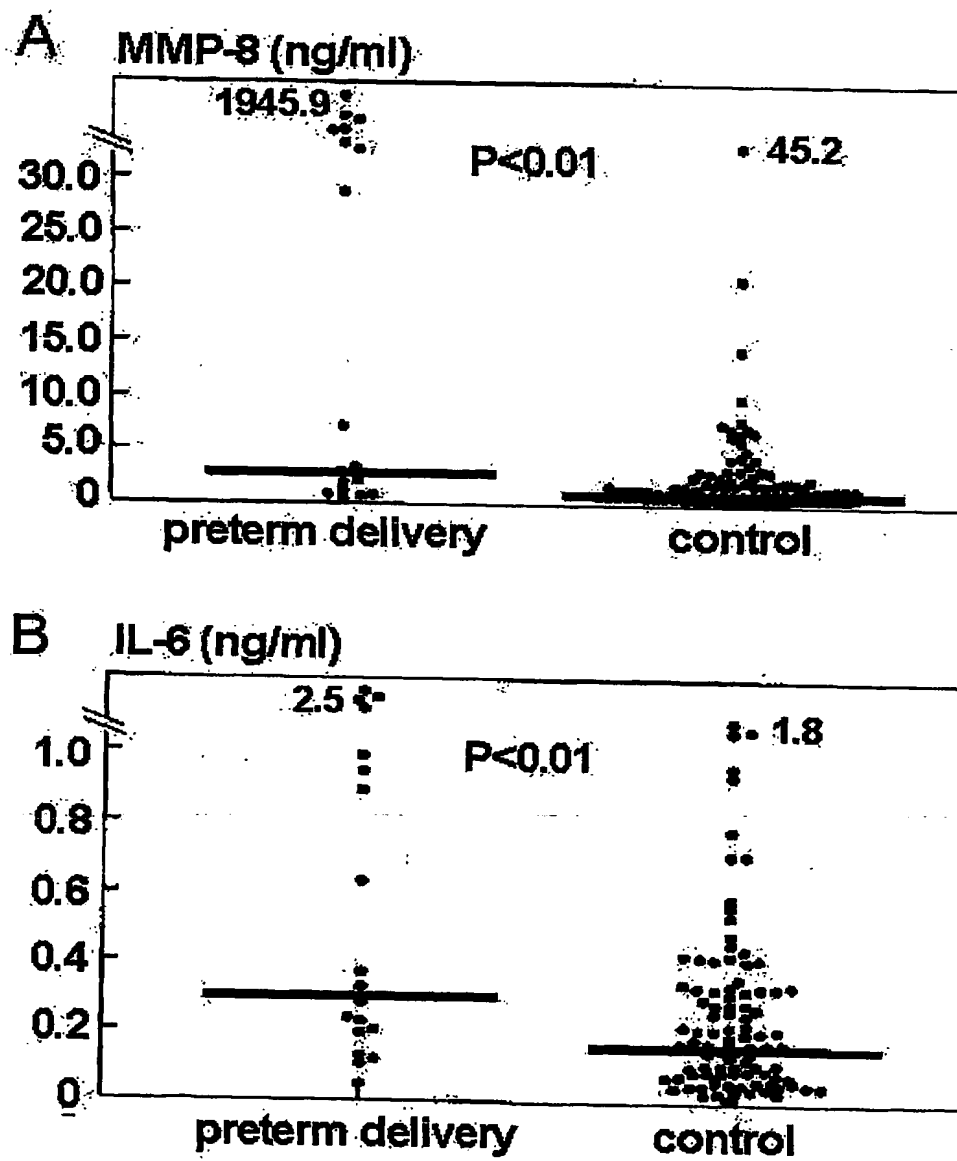 A
MMP-8 (ng/ml)
1945.9
P<0.01
45.2
30.0
25.0
20.0
15.0
10.0
5.0
0
preterm delivery
control
B
IL-6 (ng/ml)
2.5
P<0.01
1.8
1.0
0.8
0.6
0.4
0.2
0
preterm delivery
control